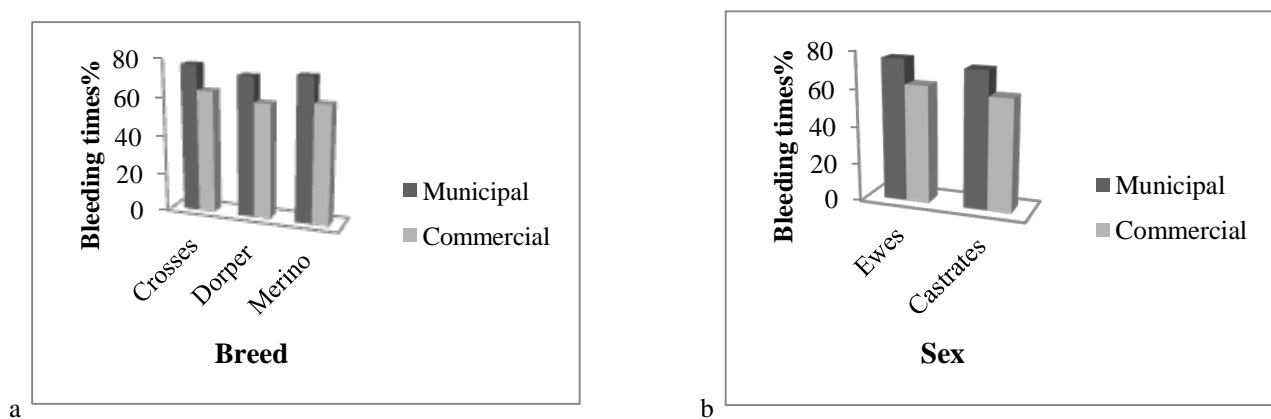 Bleeding times%
80
60
40
20
0
Crosses
Dorper
Merino
Breed
Municipal
Commercial
a
Bleeding times%
80
60
40
20
0
Ewes
Castrates
Sex
Municipal
Commercial
b